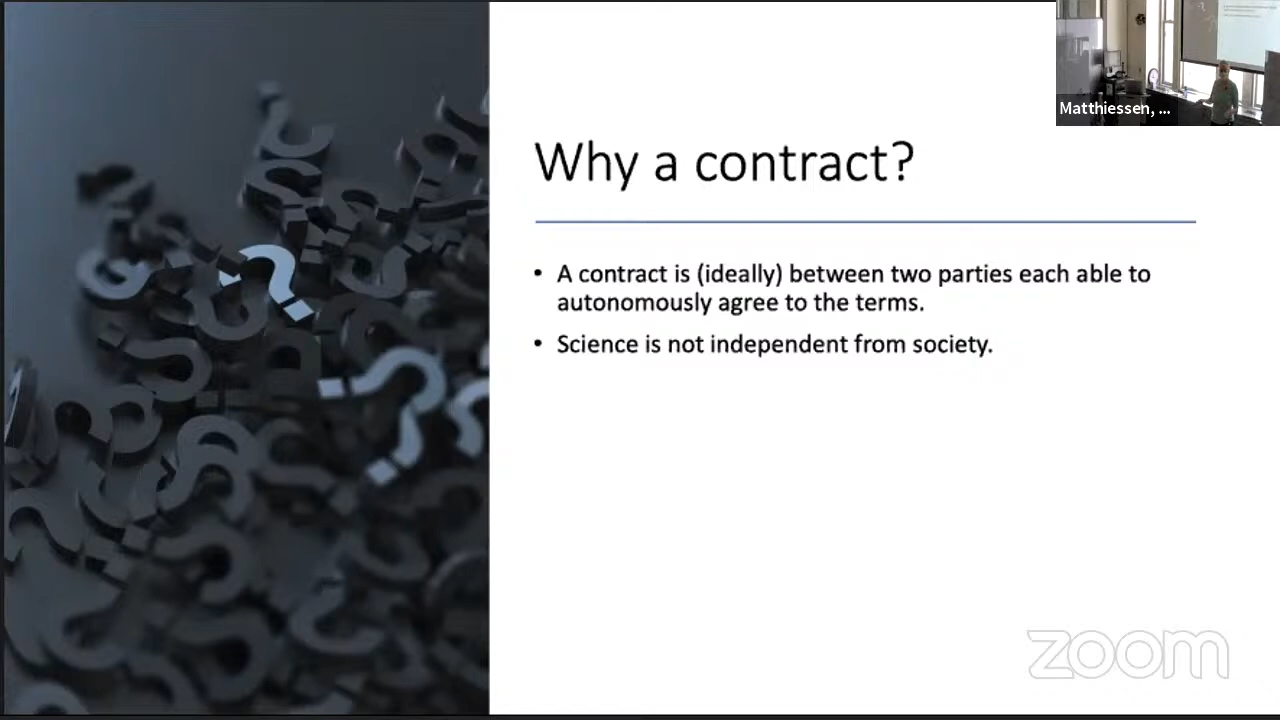 Matthiessen, ...
Why a contract?
• A contract is (ideally) between two parties each able to
autonomously agree to the terms.
• Science is not independent from society.
zoom